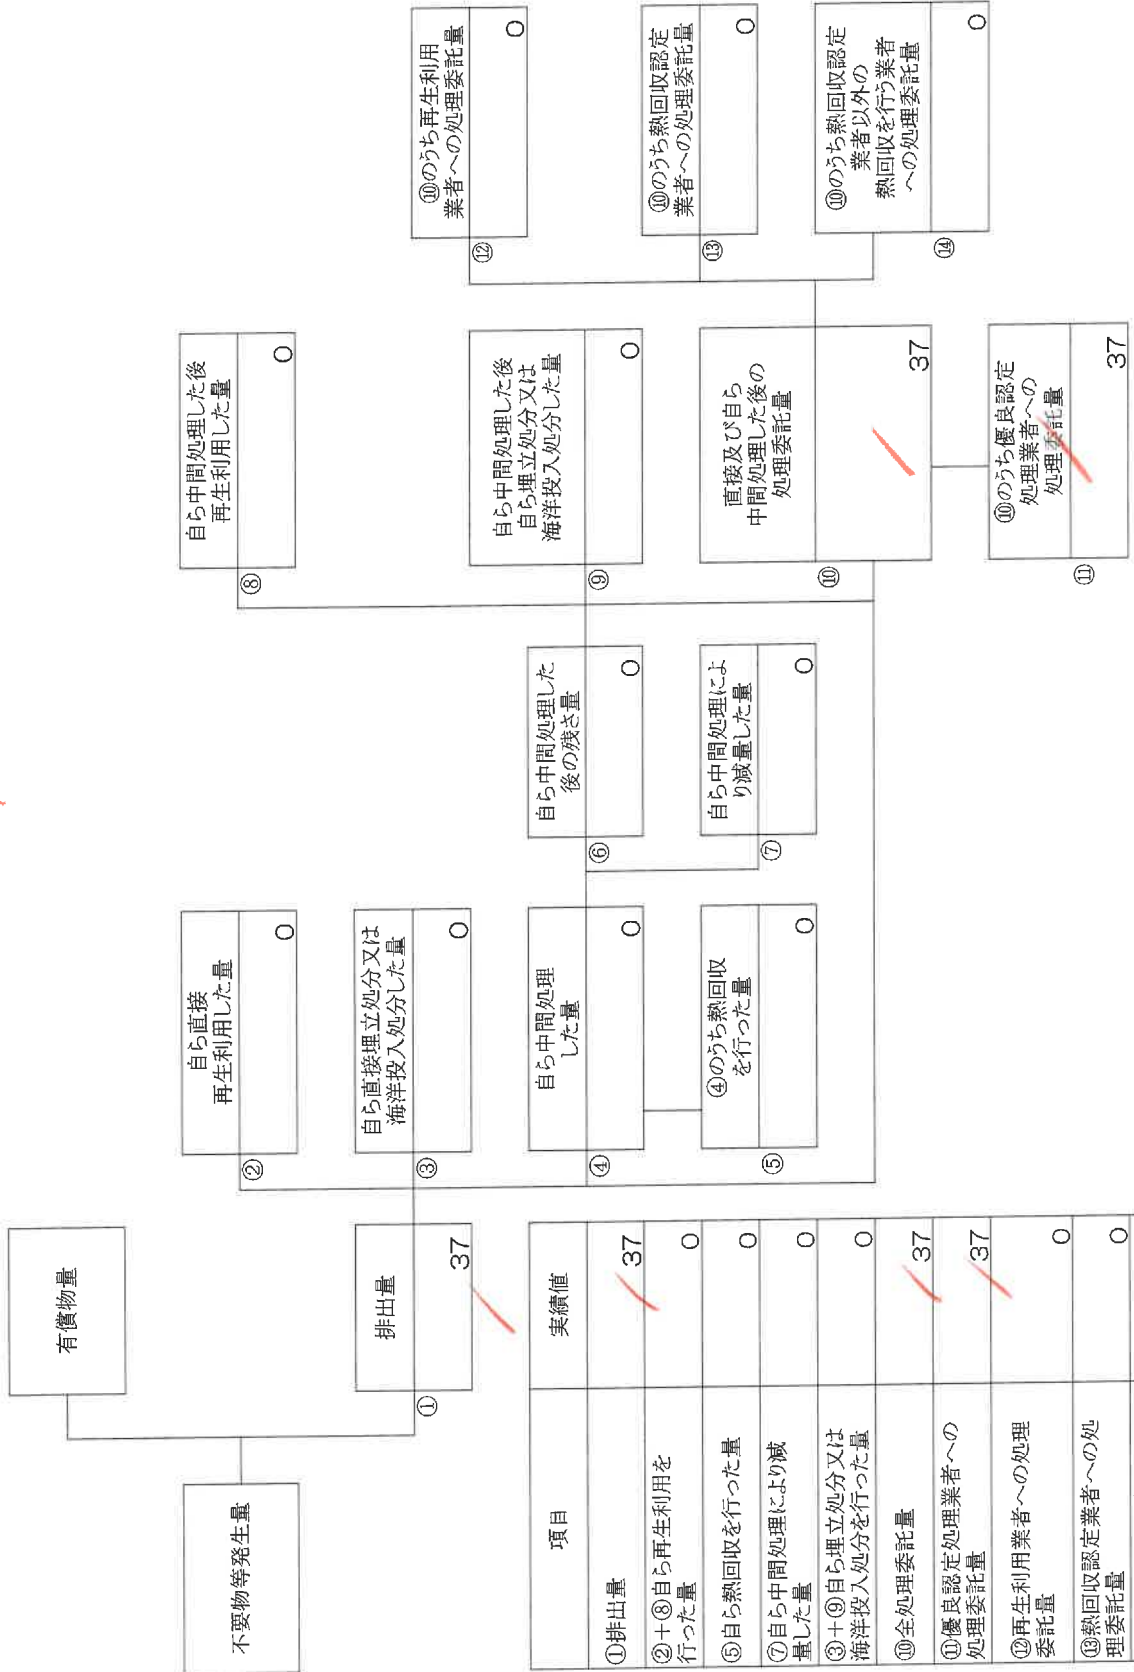 不要物等発生量
有償物量
①
排出量
37
②
自ら直接
再生利用した量
0
③
自ら直接埋立処分又は
海洋投入処分した量
0
④
自ら中間処理
した量
0
⑤
④のうち熱回収
を行った量
0
⑥
自ら中間処理した
後の残さ量
0
⑦
自ら中間処理によ
り減量した量
0
⑧
自ら中間処理した後
再生利用した量
0
⑨
自ら中間処理した後
自ら埋立処分又は
海洋投入処分した量
0
⑩
直接及び自ら
中間処理した後の
処理委託量
37
⑪
⑩のうち優良認定
処理業者への
処理委託量
37
⑫
⑩のうち再生利用
業者への処理委託量
0
⑬
⑩のうち熱回収認定
業者への処理委託量
0
⑭
⑩のうち熱回収認定
業者以外の
熱回収を行う業者
への処理委託量
0
項目
実績値
①排出量
37
②+⑧自ら再生利用を
行った量
0
⑤自ら熱回収を行った量
0
⑦自ら中間処理により減
量した量
0
③+⑨自ら埋立処分又は
海洋投入処分を行った量
0
⑩全処理委託量
37
⑪優良認定処理業者への
処理委託量
37
⑫再生利用業者への処理
委託量
0
⑬熱回収認定業者への処
理委託量
0